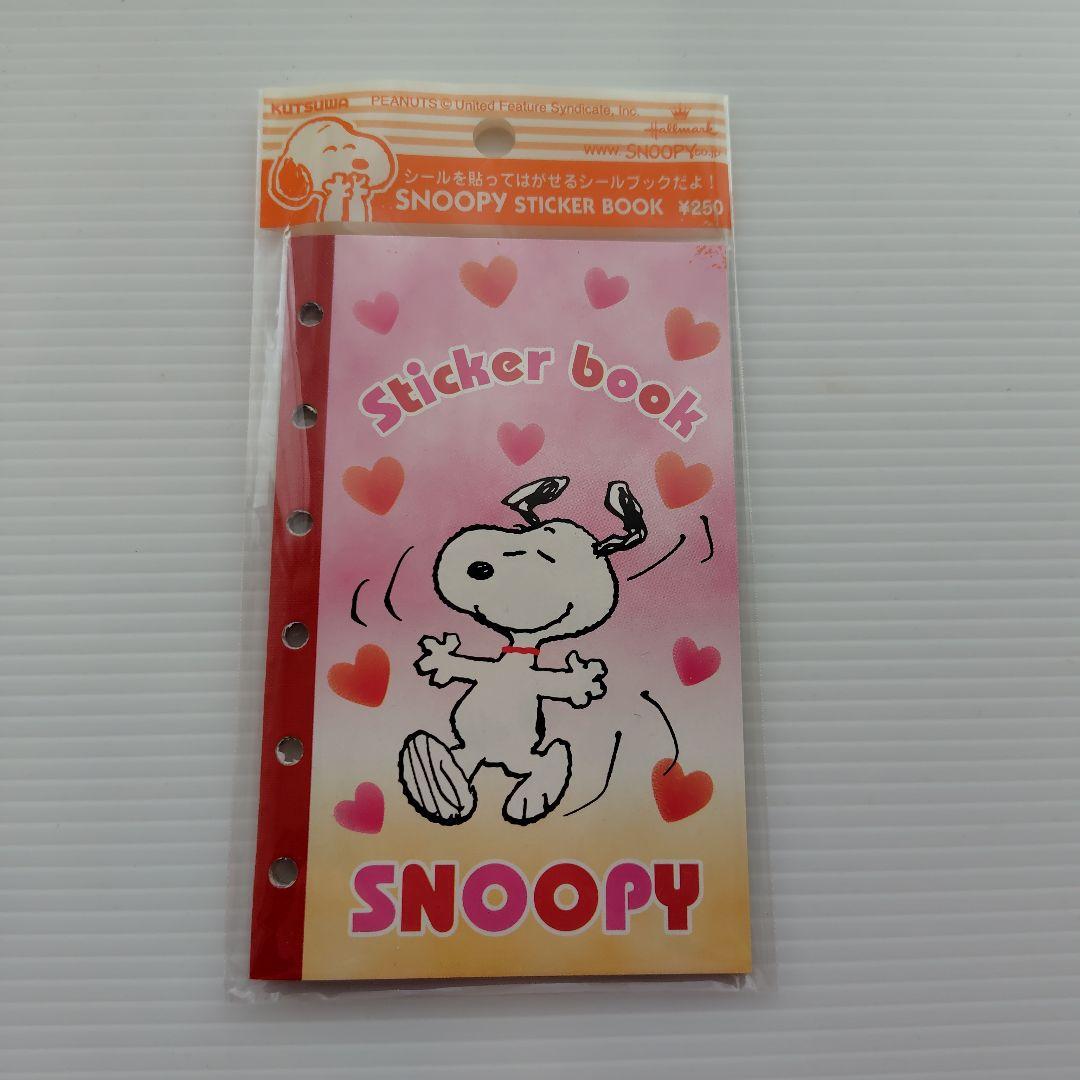 KUTSUWA
PEANUTS © United Feature Syndicate, Inc.
Hallmark
www.SNOOPY.co.jp
シールを貼ってはがせるシールブックだよ!
SNOOPY STICKER BOOK ¥250
Sticker book
SNOOPY